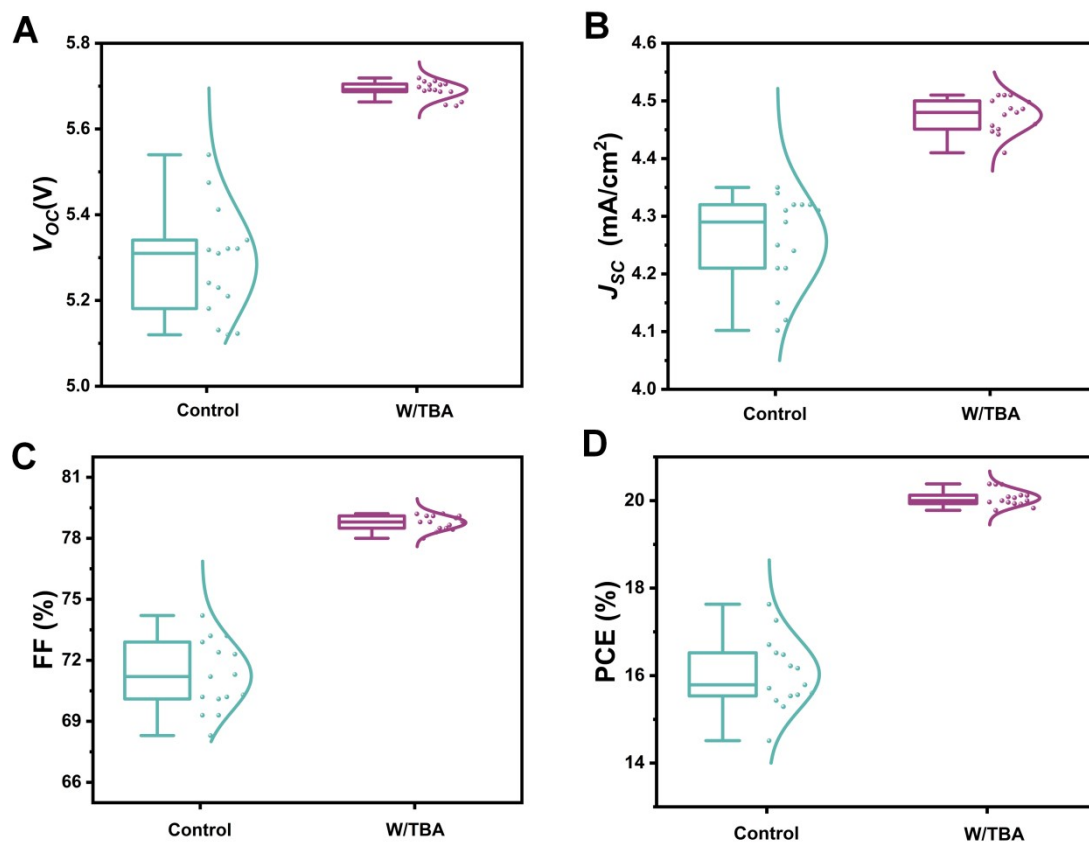 A
5.8
5.6
5.4
5.2
5.0
V_OC(V)
Control
W/TBA
B
4.6
4.5
4.4
4.3
4.2
4.1
4.0
J_SC (mA/cm²)
Control
W/TBA
C
81
78
75
72
69
66
FF (%)
Control
W/TBA
D
20
18
16
14
PCE (%)
Control
W/TBA